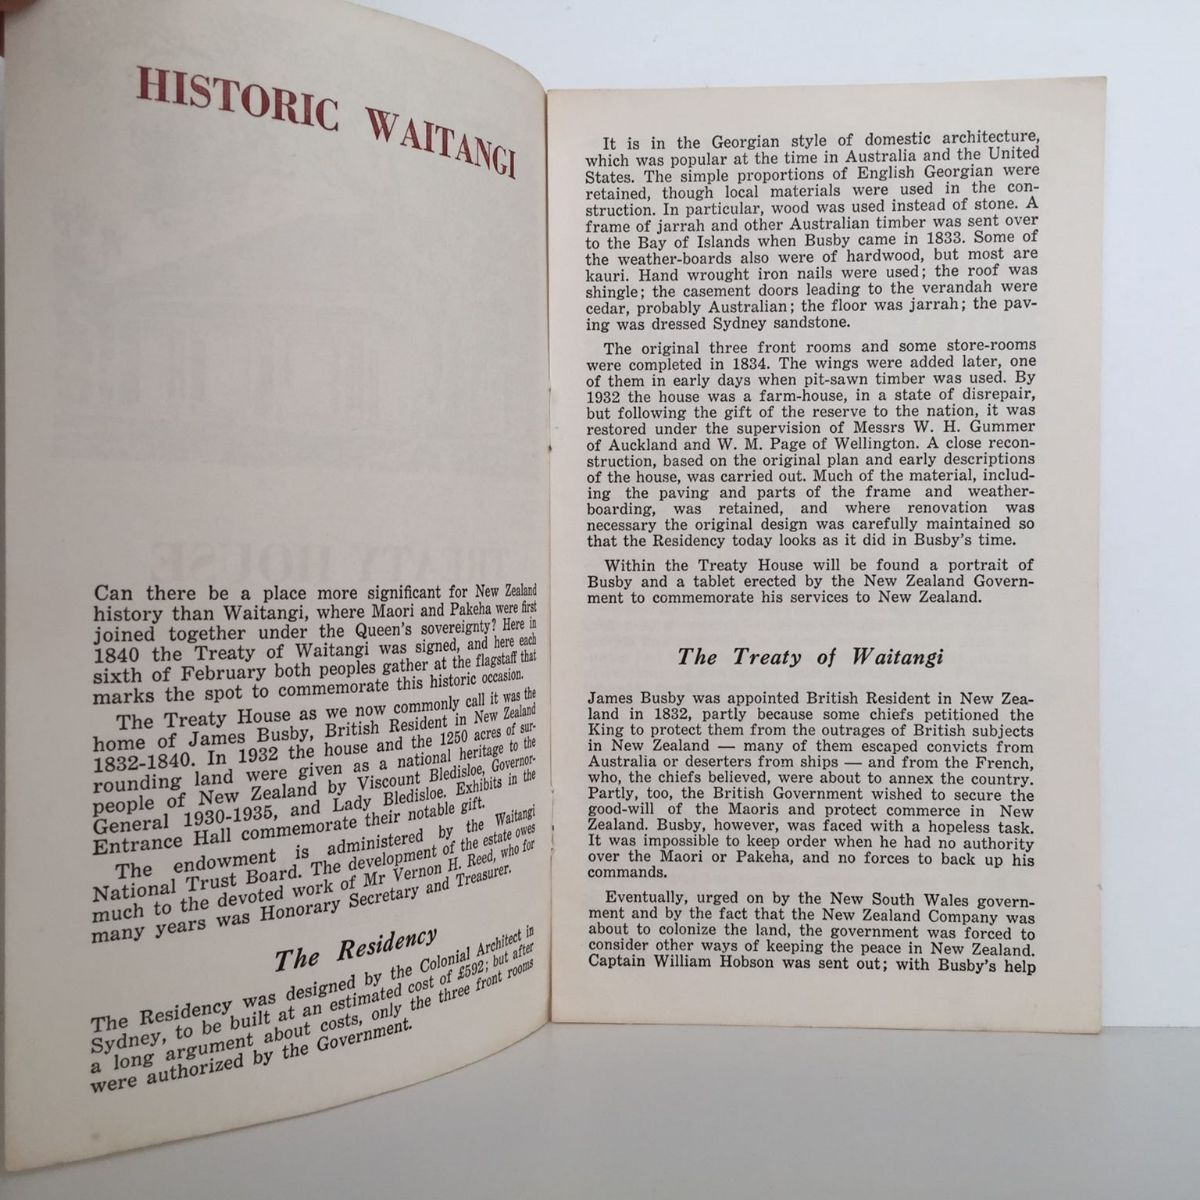 HISTORIC WAITANGI
Can there be a place more significant for New Zealand
history than Waitangi, where Maori and Pakeha were first
joined together under the Queen's sovereignty? Here in
1840 the Treaty of Waitangi was signed, and here each
sixth of February both peoples gather at the flagstaff that
marks the spot to commemorate this historic occasion.
The Treaty House as we now commonly call it was the
home of James Busby, British Resident in New Zealand
1832-1840. In 1932 the house and the 1250 acres of sur-
rounding land were given as a national heritage to the
people of New Zealand by Viscount Bledisloe, Governor-
General 1930-1935, and Lady Bledisloe. Exhibits in the
Entrance Hall commemorate their notable gift.
The endowment is administered by the Waitangi
National Trust Board. The development of the estate owes
much to the devoted work of Mr Vernon H. Reed, who for
many years was Honorary Secretary and Treasurer.
The Residency
The Residency was designed by the Colonial Architect in
Sydney, to be built at an estimated cost of £592; but after
a long argument about costs, only the three front rooms
were authorized by the Government.
It is in the Georgian style of domestic architecture,
which was popular at the time in Australia and the United
States. The simple proportions of English Georgian were
retained, though local materials were used in the con-
struction. In particular, wood was used instead of stone. A
frame of jarrah and other Australian timber was sent over
to the Bay of Islands when Busby came in 1833. Some of
the weather-boards also were of hardwood, but most are
kauri. Hand wrought iron nails were used; the roof was
shingle; the casement doors leading to the verandah were
cedar, probably Australian; the floor was jarrah; the pav-
ing was dressed Sydney sandstone.
The original three front rooms and some store-rooms
were completed in 1834. The wings were added later, one
of them in early days when pit-sawn timber was used. By
1932 the house was a farm-house, in a state of disrepair,
but following the gift of the reserve to the nation, it was
restored under the supervision of Messrs W. H. Gummer
of Auckland and W. M. Page of Wellington. A close recon-
struction, based on the original plan and early descriptions
of the house, was carried out. Much of the material, includ-
ing the paving and parts of the frame and weather-
boarding, was retained, and where renovation was
necessary the original design was carefully maintained so
that the Residency today looks as it did in Busby's time.
Within the Treaty House will be found a portrait of
Busby and a tablet erected by the New Zealand Govern-
ment to commemorate his services to New Zealand.
The Treaty of Waitangi
James Busby was appointed British Resident in New Zea-
land in 1832, partly because some chiefs petitioned the
King to protect them from the outrages of British subjects
in New Zealand — many of them escaped convicts from
Australia or deserters from ships — and from the French,
who, the chiefs believed, were about to annex the country.
Partly, too, the British Government wished to secure the
good-will of the Maoris and protect commerce in New
Zealand. Busby, however, was faced with a hopeless task.
It was impossible to keep order when he had no authority
over the Maori or Pakeha, and no forces to back up his
commands.
Eventually, urged on by the New South Wales govern-
ment and by the fact that the New Zealand Company was
about to colonize the land, the government was forced to
consider other ways of keeping the peace in New Zealand.
Captain William Hobson was sent out; with Busby's help